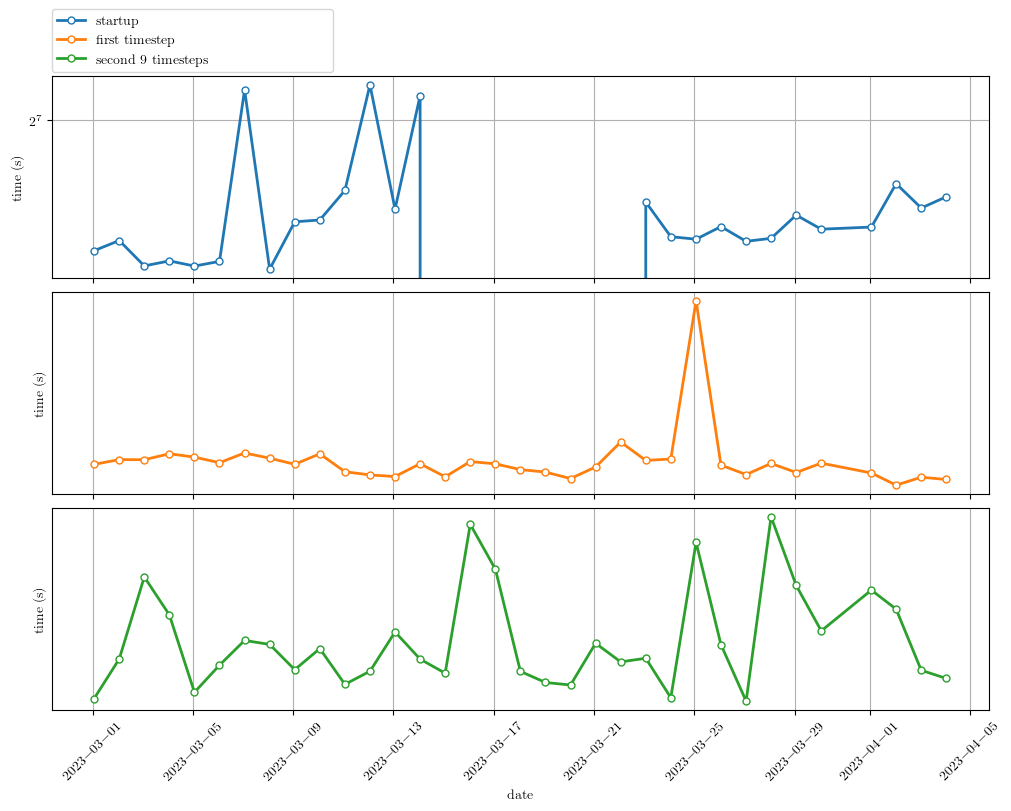 startup
first timestep
second 9 timesteps
2^7
time (s)
time (s)
time (s)
2023−03−01
2023−03−05
2023−03−09
2023−03−13
2023−03−17
2023−03−21
2023−03−25
2023−03−29
2023−04−01
2023−04−05
date